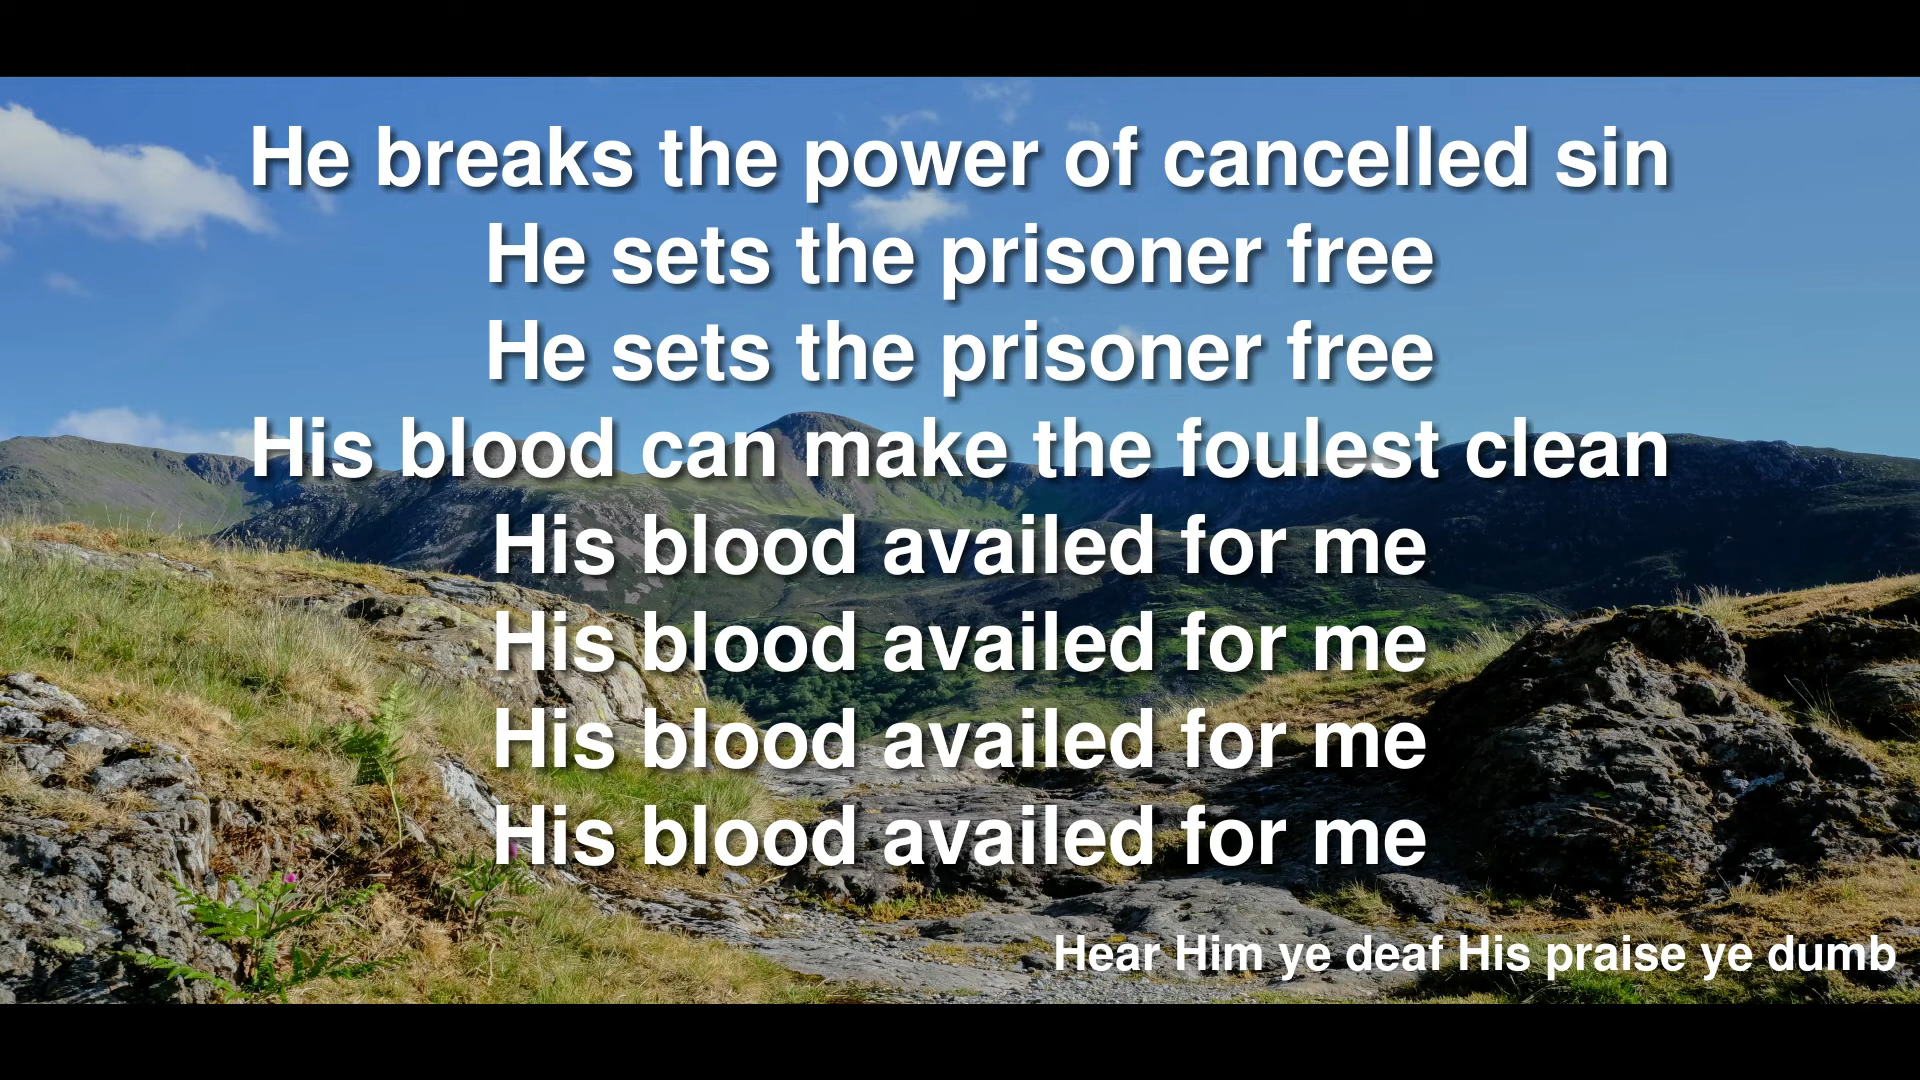 He breaks the power of cancelled sin
He sets the prisoner free
He sets the prisoner free
His blood can make the foulest clean
His blood availed for me
His blood availed for me
His blood availed for me
His blood availed for me
Hear Him ye deaf His praise ye dumb